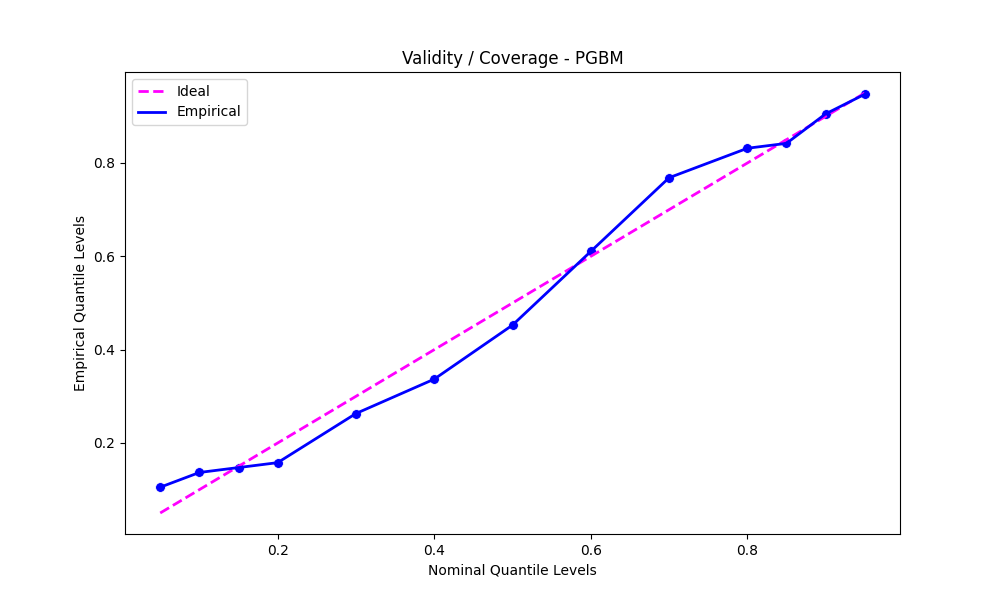 Validity / Coverage - PGBM
Ideal
Empirical
0.8
0.6
0.4
0.2
Empirical Quantile Levels
0.2 0.4 0.6 0.8
Nominal Quantile Levels